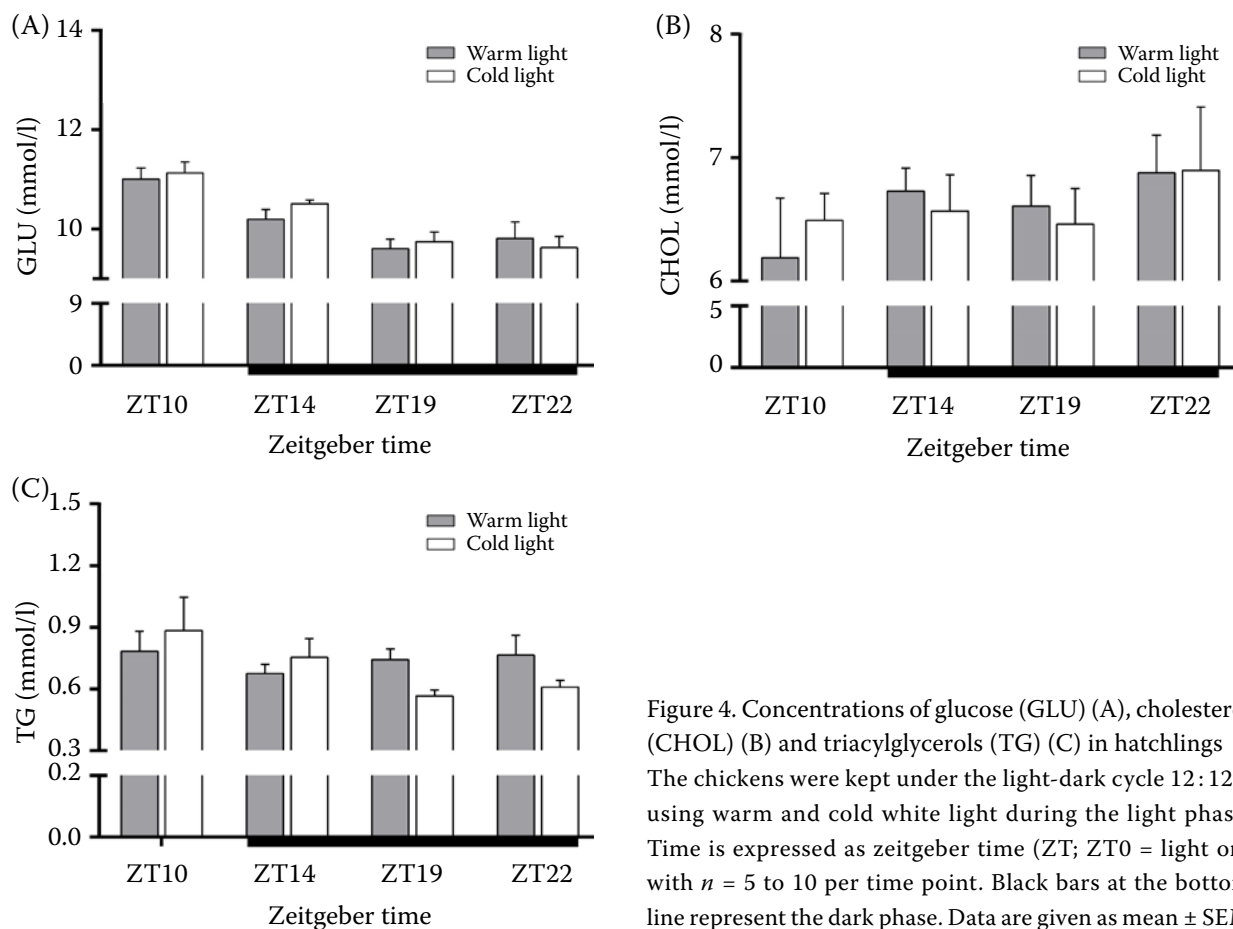 (A)
14
12
10
9
0
GLU (mmol/l)
Warm light
Cold light
ZT10 ZT14 ZT19 ZT22
Zeitgeber time
(B)
8
7
6
5
0
CHOL (mmol/l)
Warm light
Cold light
ZT10 ZT14 ZT19 ZT22
Zeitgeber time
(C)
1.5
1.2
0.9
0.6
0.3
0.2
0.0
TG (mmol/l)
Warm light
Cold light
ZT10 ZT14 ZT19 ZT22
Zeitgeber time
Figure 4. Concentrations of glucose (GLU) (A),
(CHOL) (B) and triacylglycerols (TG) (C) in hatchlings
The chickens were kept under the light-dark cycle 12 : 12
using warm and cold white light during the light
Time is expressed as zeitgeber time (ZT; ZT0 = light
with n = 5 to 10 per time point. Black bars at the
line represent the dark phase. Data are given as mean ±